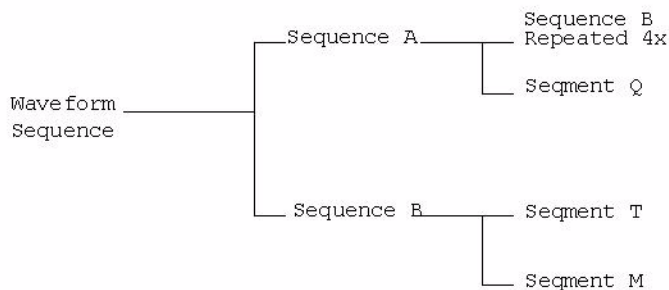 Sequence B
Repeated 4x
Sequence A
Seqment Q
Waveform
Sequence
Sequence B
Seqment T
Seqment M